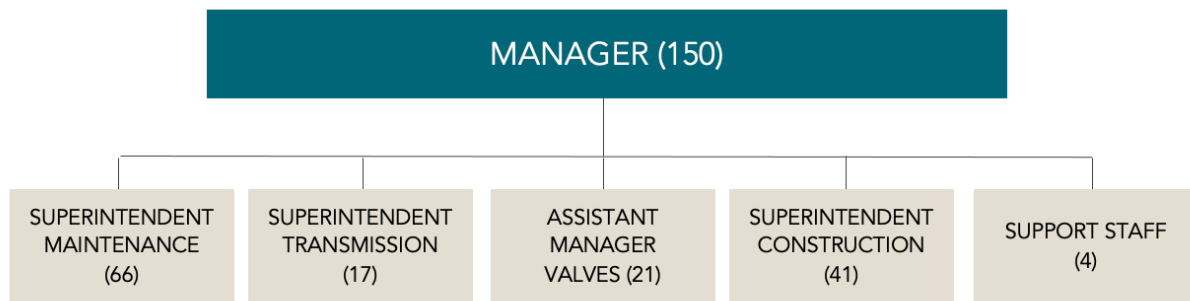 MANAGER (150)
SUPERINTENDENT
MAINTENANCE
(66)
SUPERINTENDENT
TRANSMISSION
(17)
ASSISTANT
MANAGER
VALVES (21)
SUPERINTENDENT
CONSTRUCTION
(41)
SUPPORT STAFF
(4)